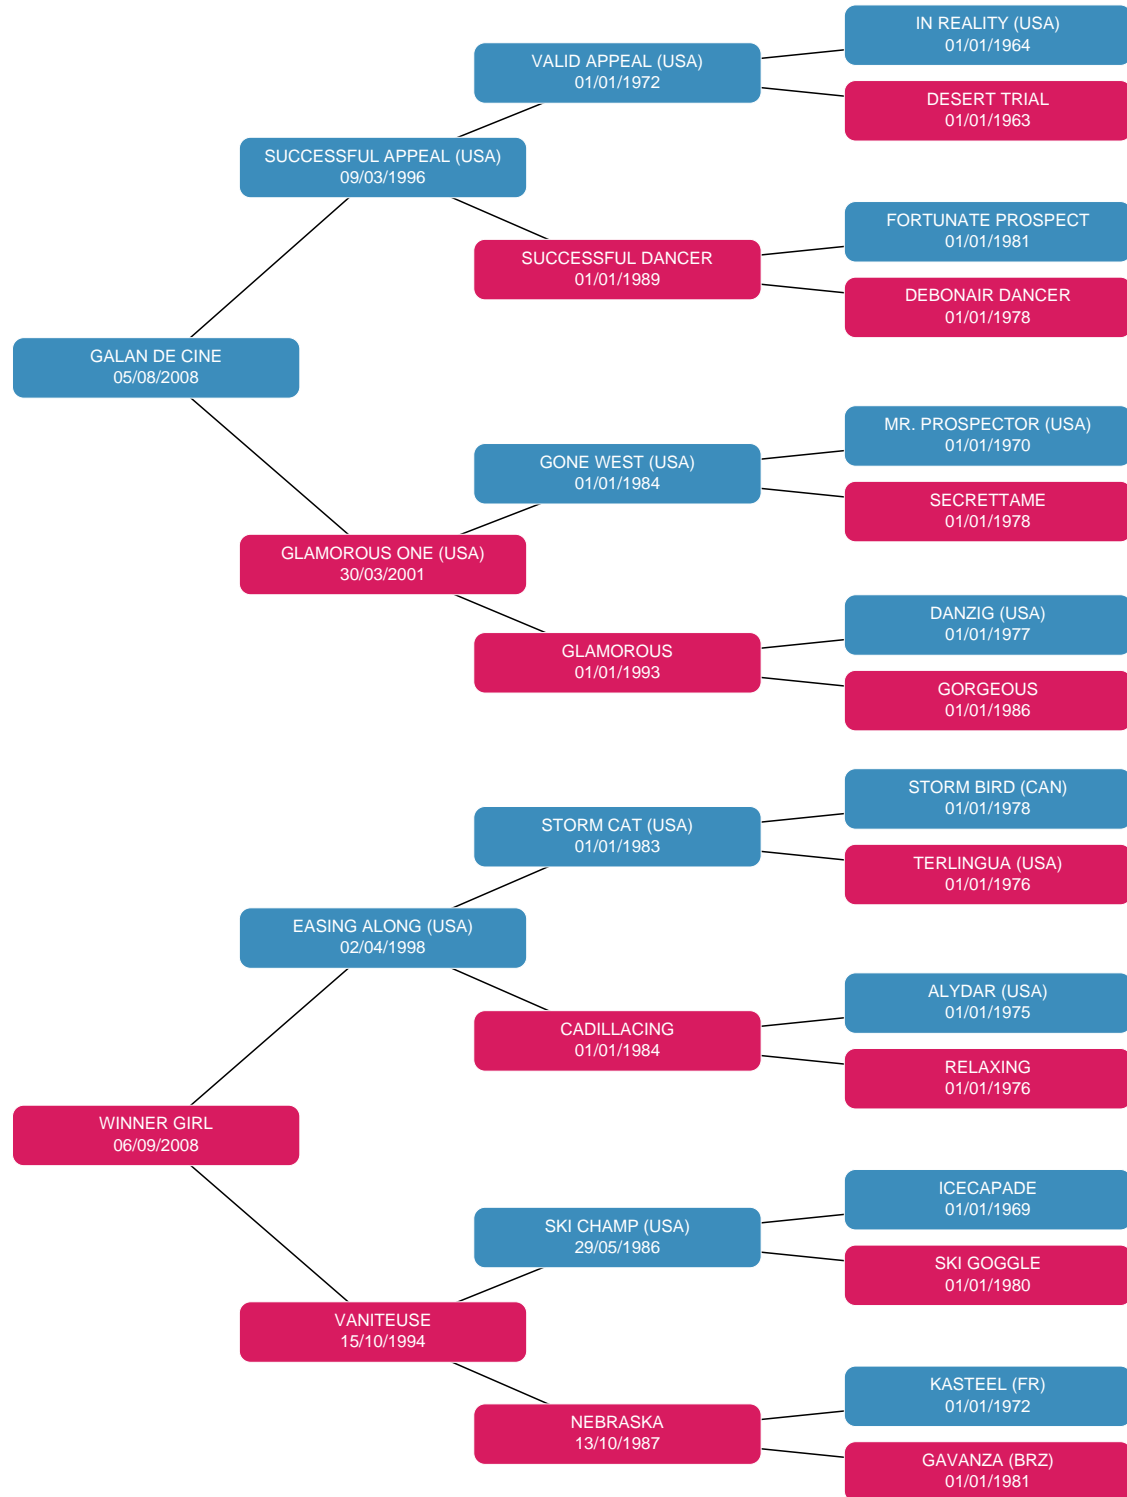 IN REALITY (USA)
01/01/1964
VALID APPEAL (USA)
01/01/1972
DESERT TRIAL
01/01/1963
SUCCESSFUL APPEAL (USA)
09/03/1996
FORTUNATE PROSPECT
01/01/1981
SUCCESSFUL DANCER
01/01/1989
DEBONAIR DANCER
01/01/1978
GALAN DE CINE
05/08/2008
MR. PROSPECTOR (USA)
01/01/1970
GONE WEST (USA)
01/01/1984
SECRETTAME
01/01/1978
GLAMOROUS ONE (USA)
30/03/2001
DANZIG (USA)
01/01/1977
GLAMOROUS
01/01/1993
GORGEOUS
01/01/1986
STORM BIRD (CAN)
01/01/1978
STORM CAT (USA)
01/01/1983
TERLINGUA (USA)
01/01/1976
EASING ALONG (USA)
02/04/1998
ALYDAR (USA)
01/01/1975
CADILLACING
01/01/1984
RELAXING
01/01/1976
WINNER GIRL
06/09/2008
ICECAPADE
01/01/1969
SKI CHAMP (USA)
29/05/1986
SKI GOGGLE
01/01/1980
VANITEUSE
15/10/1994
KASTEEL (FR)
01/01/1972
NEBRASKA
13/10/1987
GAVANZA (BRZ)
01/01/1981